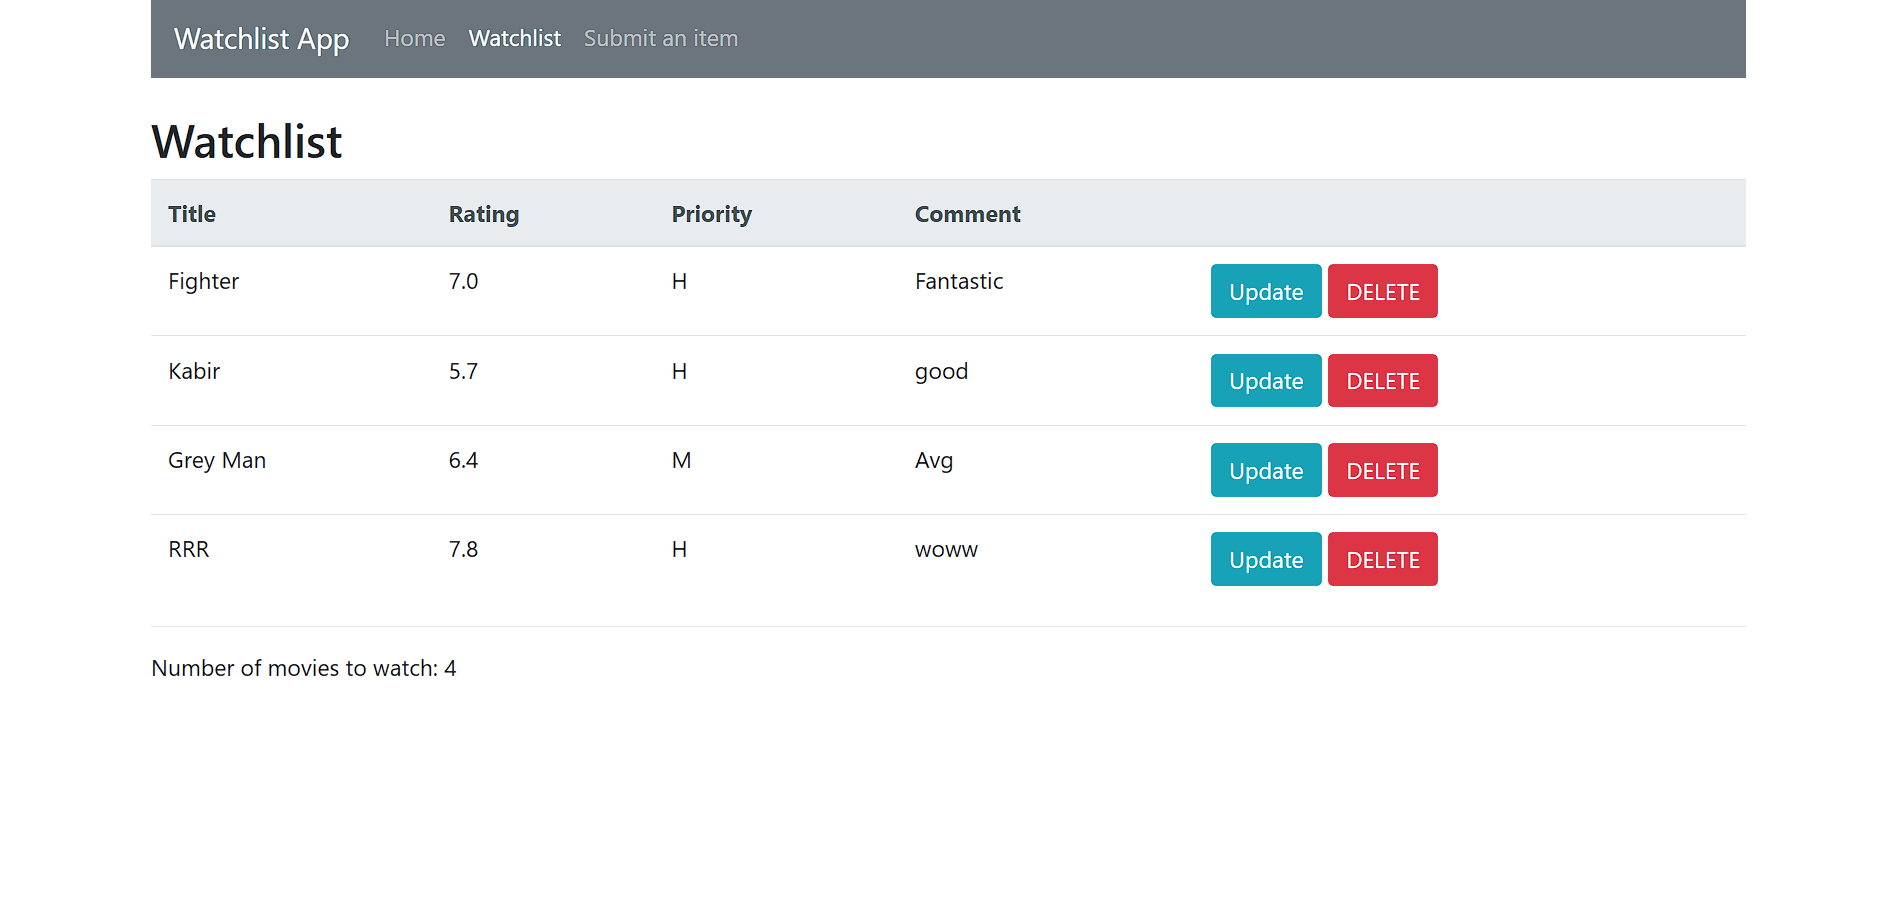 Watchlist App Home Watchlist Submit an item
Watchlist
Title Rating Priority Comment
Fighter 7.0 H Fantastic Update DELETE
Kabir 5.7 H good Update DELETE
Grey Man 6.4 M Avg Update DELETE
RRR 7.8 H woww Update DELETE
Number of movies to watch: 4